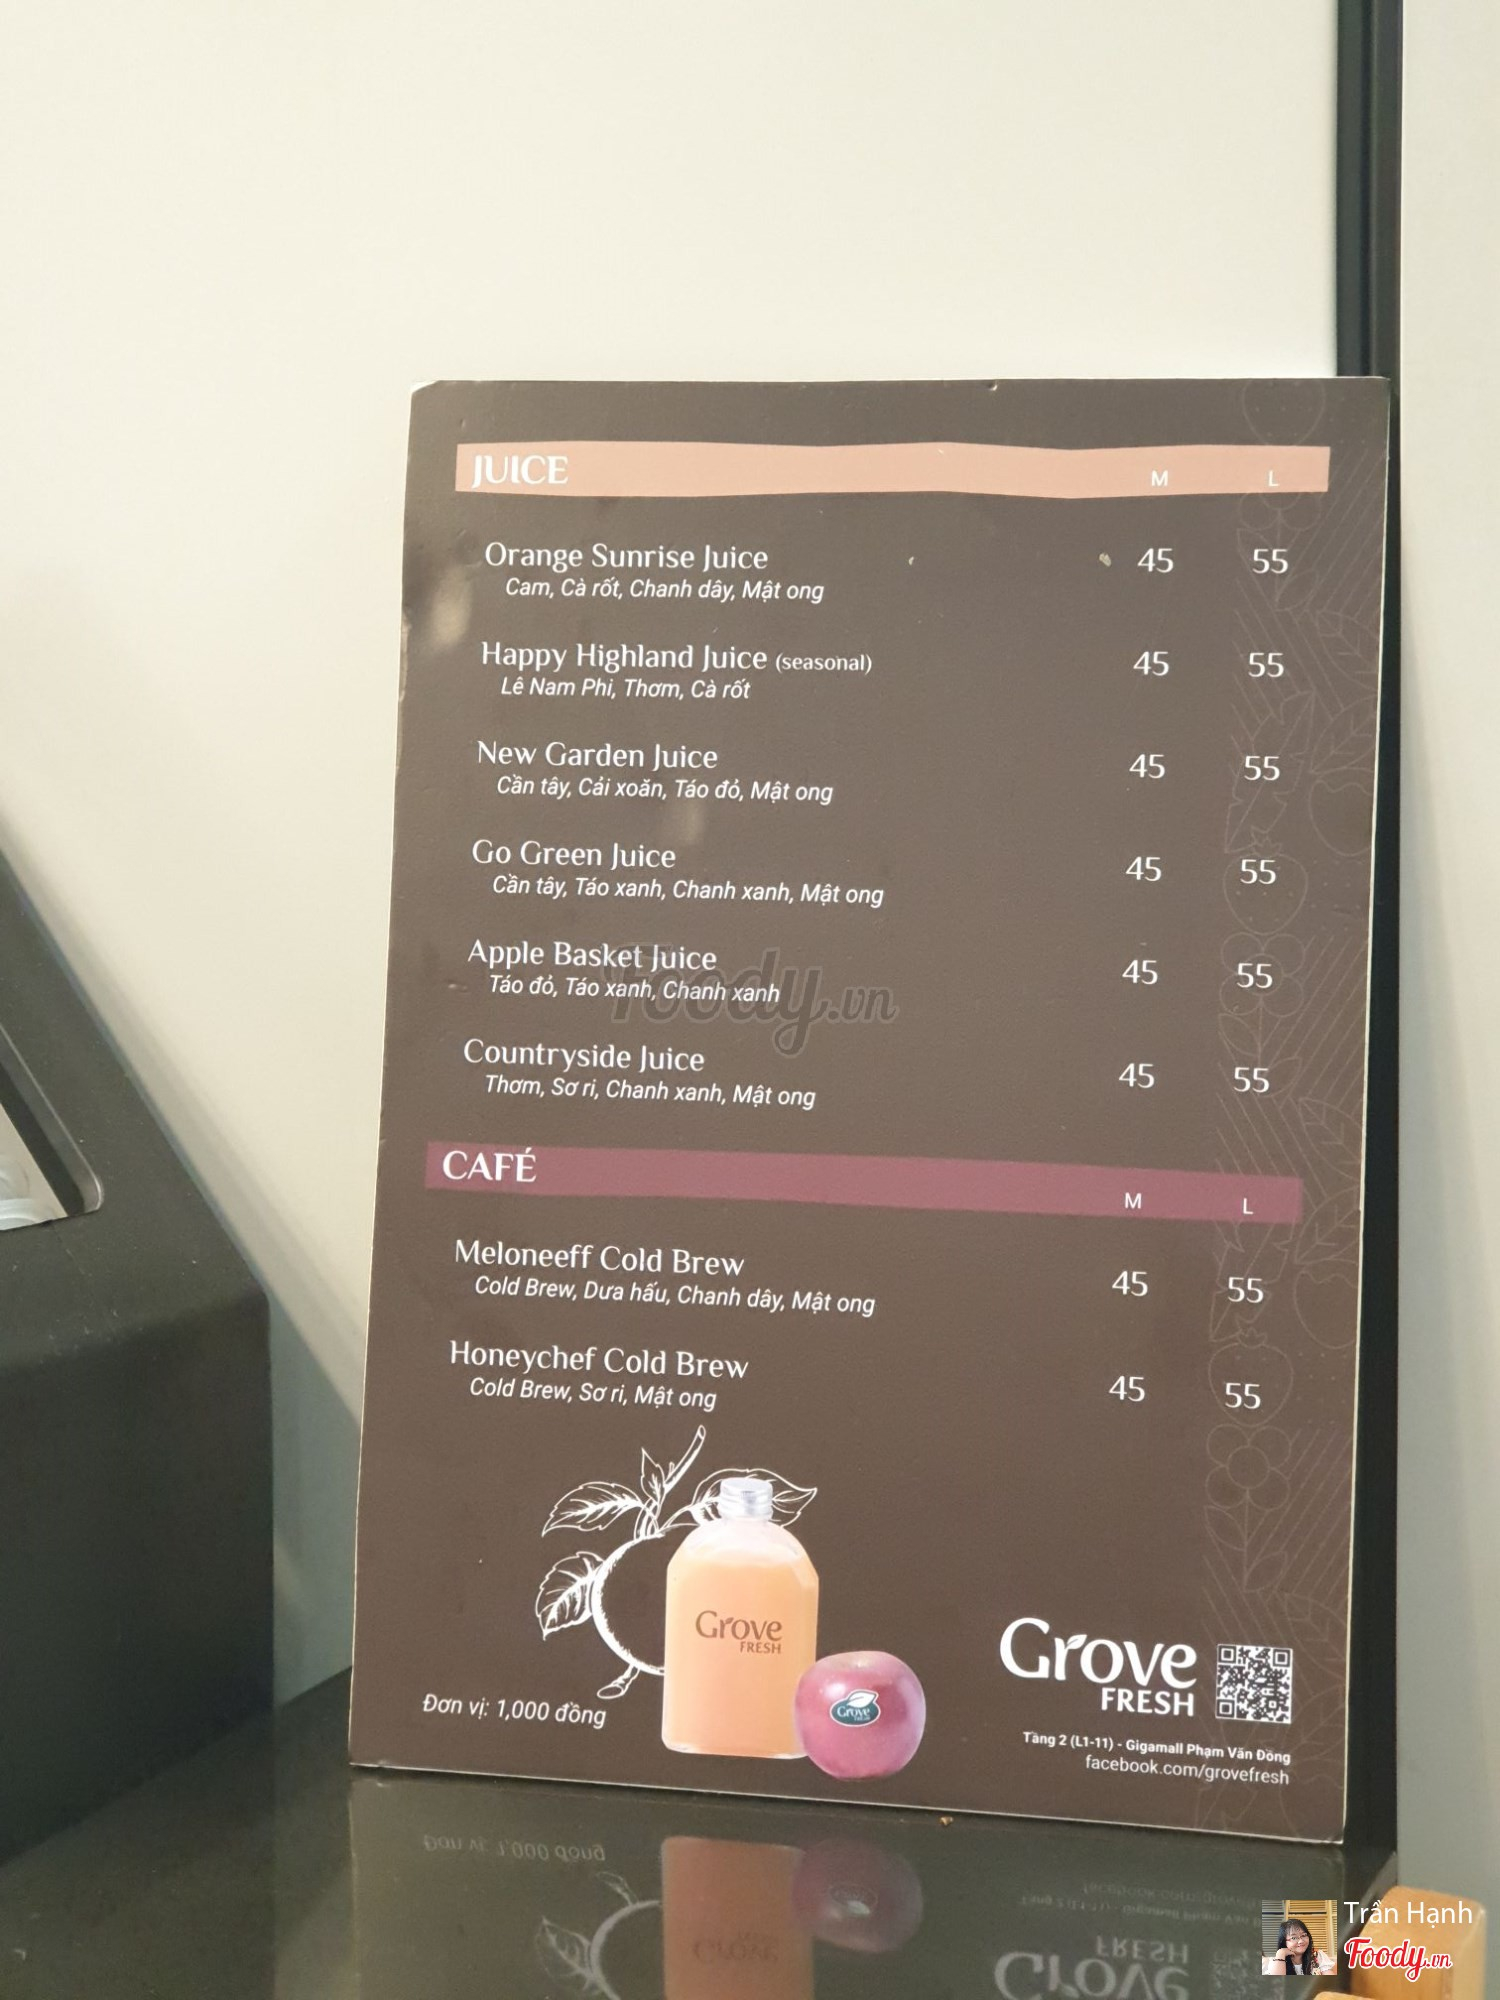 JUICE M L
Orange Sunrise Juice 45 55
Cam, Cà rốt, Chanh dây, Mật ong
Happy Highland Juice (seasonal) 45 55
Lê Nam Phi, Thơm, Cà rốt
New Garden Juice 45 55
Cần tây, Cải xoăn, Táo đỏ, Mật ong
Go Green Juice 45 55
Cần tây, Táo xanh, Chanh xanh, Mật ong
Apple Basket Juice 45 55
Táo đỏ, Táo xanh, Chanh xanh
Foody.vn
Countryside Juice 45 55
Thơm, Sơ ri, Chanh xanh, Mật ong
CAFÉ M L
Meloneeff Cold Brew 45 55
Cold Brew, Dưa hấu, Chanh dây, Mật ong
Honeychef Cold Brew 45 55
Cold Brew, Sơ ri, Mật ong
Grove
FRESH
Grove
Đơn vị: 1,000 đồng
Grove
FRESH
Tầng 2 (L1-11) - Gigamall Phạm Văn Đồng
facebook.com/grovefresh
Trần Hạnh
Foody.vn